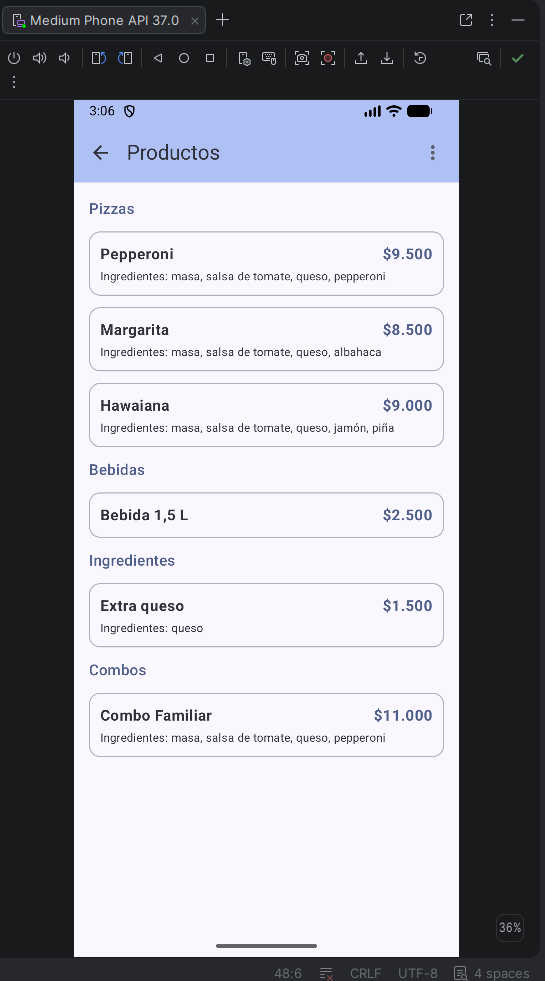 Medium Phone API 37.0
3:06
Productos
Pizzas
Pepperoni $9.500
Ingredientes: masa, salsa de tomate, queso, pepperoni
Margarita $8.500
Ingredientes: masa, salsa de tomate, queso, albahaca
Hawaiana $9.000
Ingredientes: masa, salsa de tomate, queso, jamón, piña
Bebidas
Bebida 1,5 L $2.500
Ingredientes
Extra queso $1.500
Ingredientes: queso
Combos
Combo Familiar $11.000
Ingredientes: masa, salsa de tomate, queso, pepperoni
36%
48:6 CRLF UTF-8 4 spaces